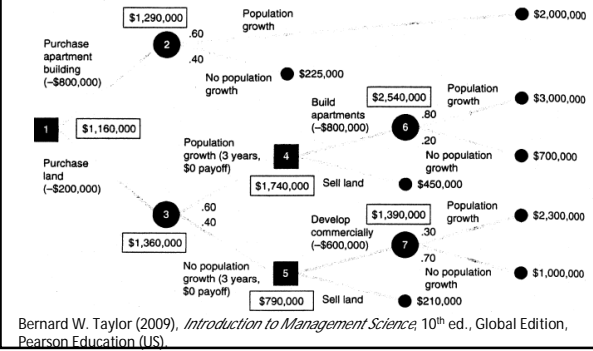 $1,290,000
2
.60
.40
Population
growth
$2,000,000
Purchase
apartment
building
(–$800,000)
No population
growth
$225,000
1
$1,160,000
Purchase
land
(–$200,000)
3
.60
.40
$1,360,000
Population
growth (3 years,
$0 payoff)
4
$1,740,000
Build
apartments
(–$800,000)
$2,540,000
6
.80
.20
Population
growth
$3,000,000
No population
growth
$700,000
Sell land
$450,000
No population
growth (3 years,
$0 payoff)
5
$790,000
Develop
commercially
(–$600,000)
$1,390,000
7
.30
.70
Population
growth
$2,300,000
No population
growth
$1,000,000
Sell land
$210,000
Bernard W. Taylor (2009), Introduction to Management Science, 10th ed., Global Edition,
Pearson Education (US).